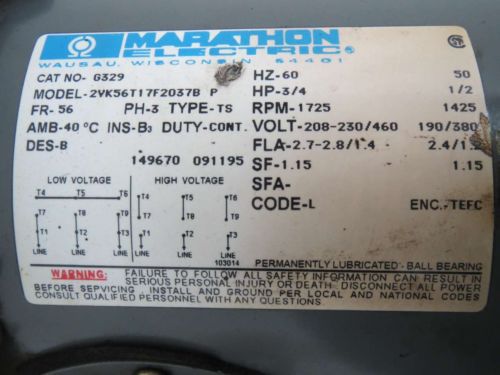 MARATHON
ELECTRIC®
WAUSAU, WISCONSIN 54401
CAT NO- G329
MODEL-2VK56T17F2037B P
FR-56 PH-3 TYPE-TS
AMB-40°C INS-B3 DUTY-CONT.
DES-B
149670 091195
HZ-60 50
HP-3/4 1/2
RPM-1725 1425
VOLT-208-230/460 190/380
FLA-2.7-2.8/1.4 2.4/1.2
SF-1.15 1.15
SFA-
CODE-L ENC.-TEFC
LOW VOLTAGE HIGH VOLTAGE
T4 T5 T6 T4 T5 T6
T7 T8 T9 T7 T8 T9
T1 T2 T3 T1 T2 T3
LINE LINE LINE LINE
103014
PERMANENTLY LUBRICATED - BALL BEARING
WARNING: FAILURE TO FOLLOW ALL SAFETY INFORMATION CAN RESULT IN
SERIOUS PERSONAL INJURY OR DEATH. DISCONNECT ALL POWER
BEFORE SERVICING. INSTALL AND GROUND PER LOCAL AND NATIONAL CODES
CONSULT QUALIFIED PERSONNEL WITH ANY QUESTIONS.